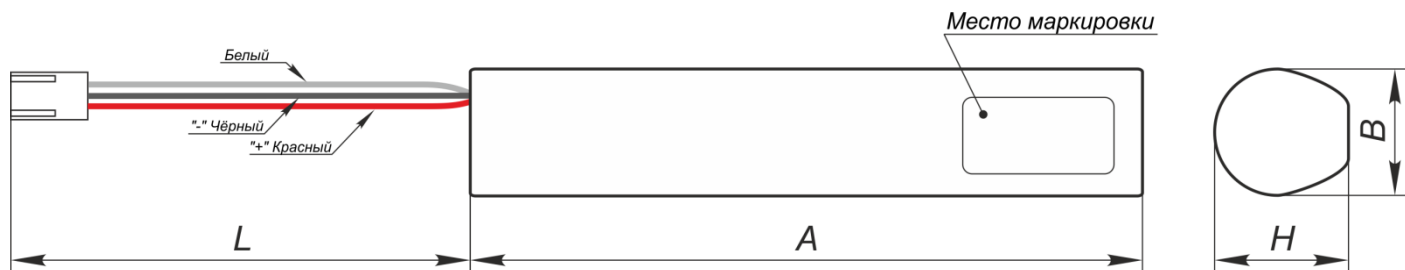 Место маркировки
Белый
"-" Чёрный
"+" Красный
L
A
H
B